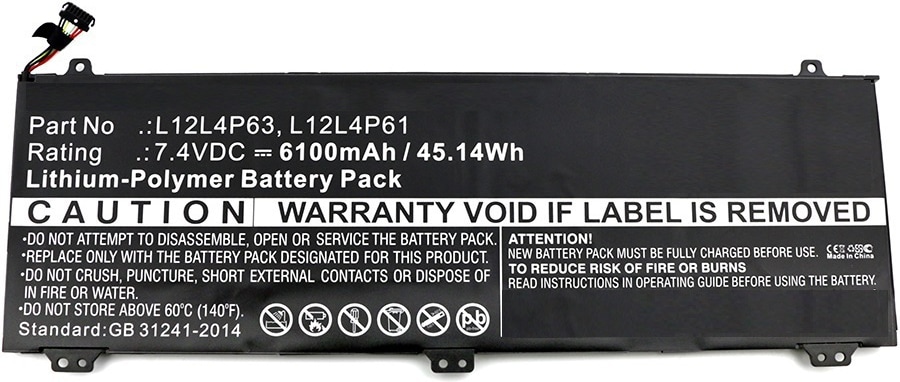 Part No .:L12L4P63, L12L4P61
Rating .:7.4VDC ⎓ 6100mAh / 45.14Wh
Lithium-Polymer Battery Pack
CAUTION WARRANTY VOID IF LABEL IS REMOVED
•DO NOT ATTEMPT TO DISASSEMBLE, OPEN OR SERVICE THE BATTERY PACK.
•REPLACE ONLY WITH THE BATTERY PACK DESIGNATED FOR THIS PRODUCT.
•DO NOT CRUSH, PUNCTURE, SHORT EXTERNAL CONTACTS OR DISPOSE OF
IN FIRE OR WATER.
•DO NOT STORE ABOVE 60°C (140°F)
Standard:GB 31241-2014
ATTENTION!
NEW BATTERY PACK MUST BE FULLY CHARGED BEFORE USE.
TO REDUCE RISK OF FIRE OR BURNS
READ INSTRUCTIONS IN OPERATING GUIDE BEFORE USING THE BATTERY.
CE
Made in China